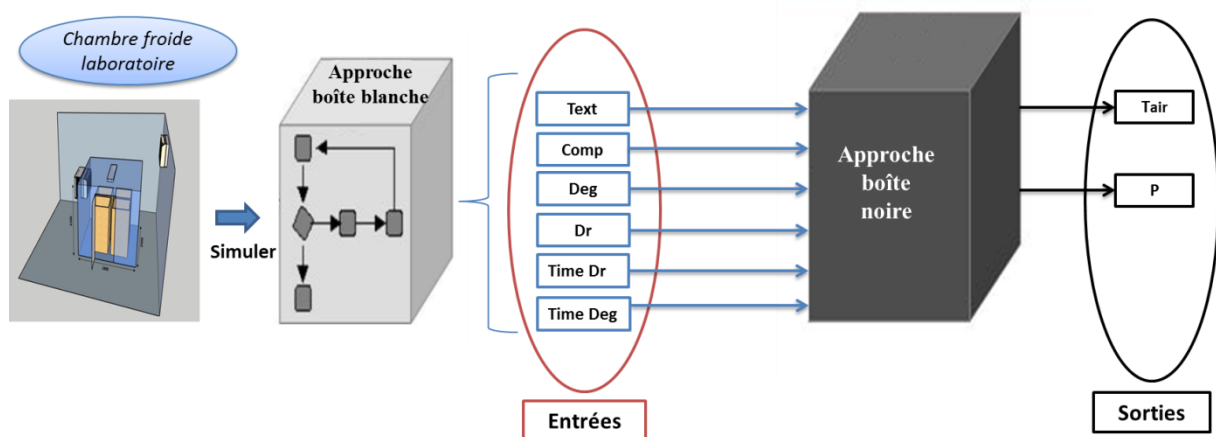 Chambre froide
laboratoire
Simuler
Approche
boîte blanche
Text
Comp
Deg
Dr
Time Dr
Time Deg
Entrées
Approche
boîte
noire
Tair
P
Sorties